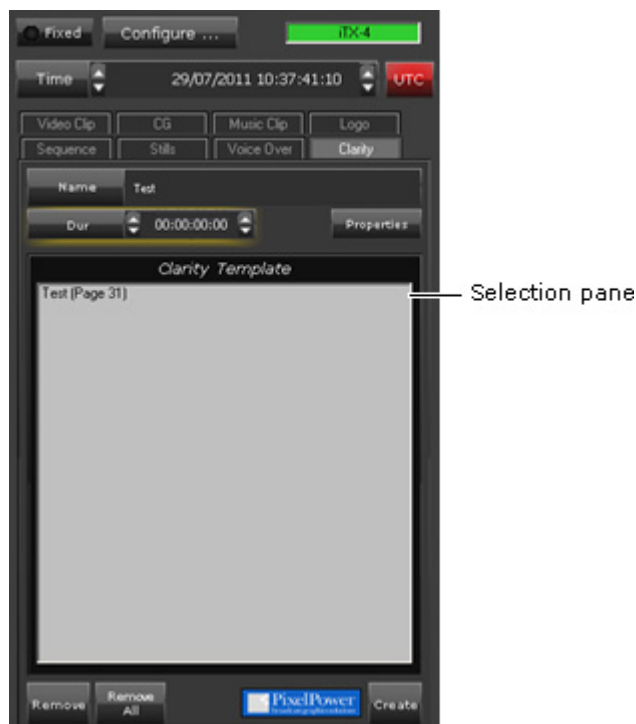 Fixed Configure ... iTX-4
Time 29/07/2011 10:37:41:10 UTC
Video Clip CG Music Clip Logo
Sequence Stills Voice Over Clarity
Name Test
Dur 00:00:00:00 Properties
Clarity Template
Test (Page 31)
Selection pane
Remove Remove All PixelPower Create